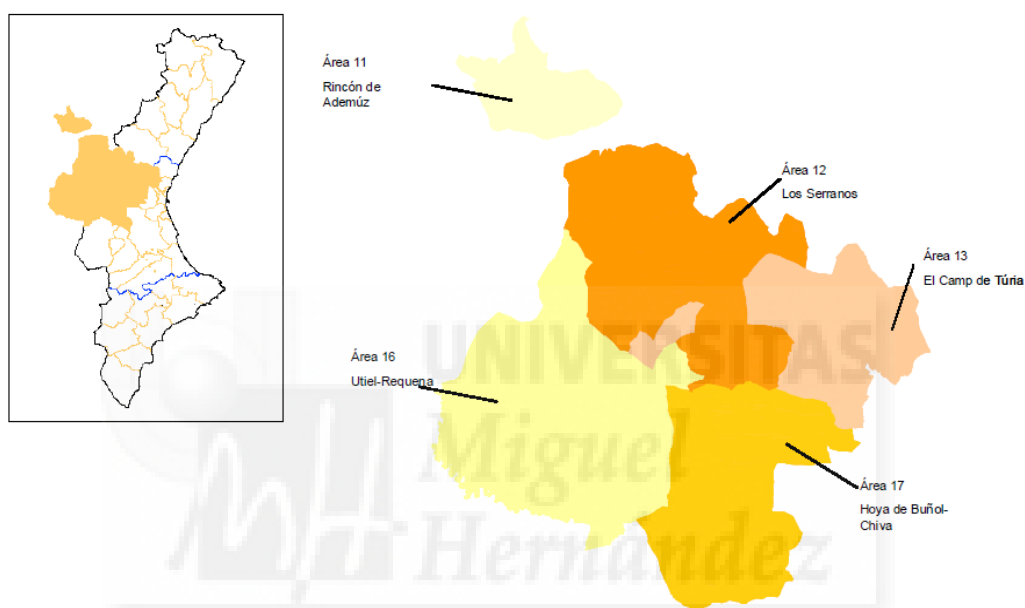 Área 11
Rincón de
Ademúz
Área 12
Los Serranos
Área 13
El Camp de Túria
Área 16
Utiel-Requena
Área 17
Hoya de Buñol-
Chiva
UNIVERSITAS
Miguel
Hernández